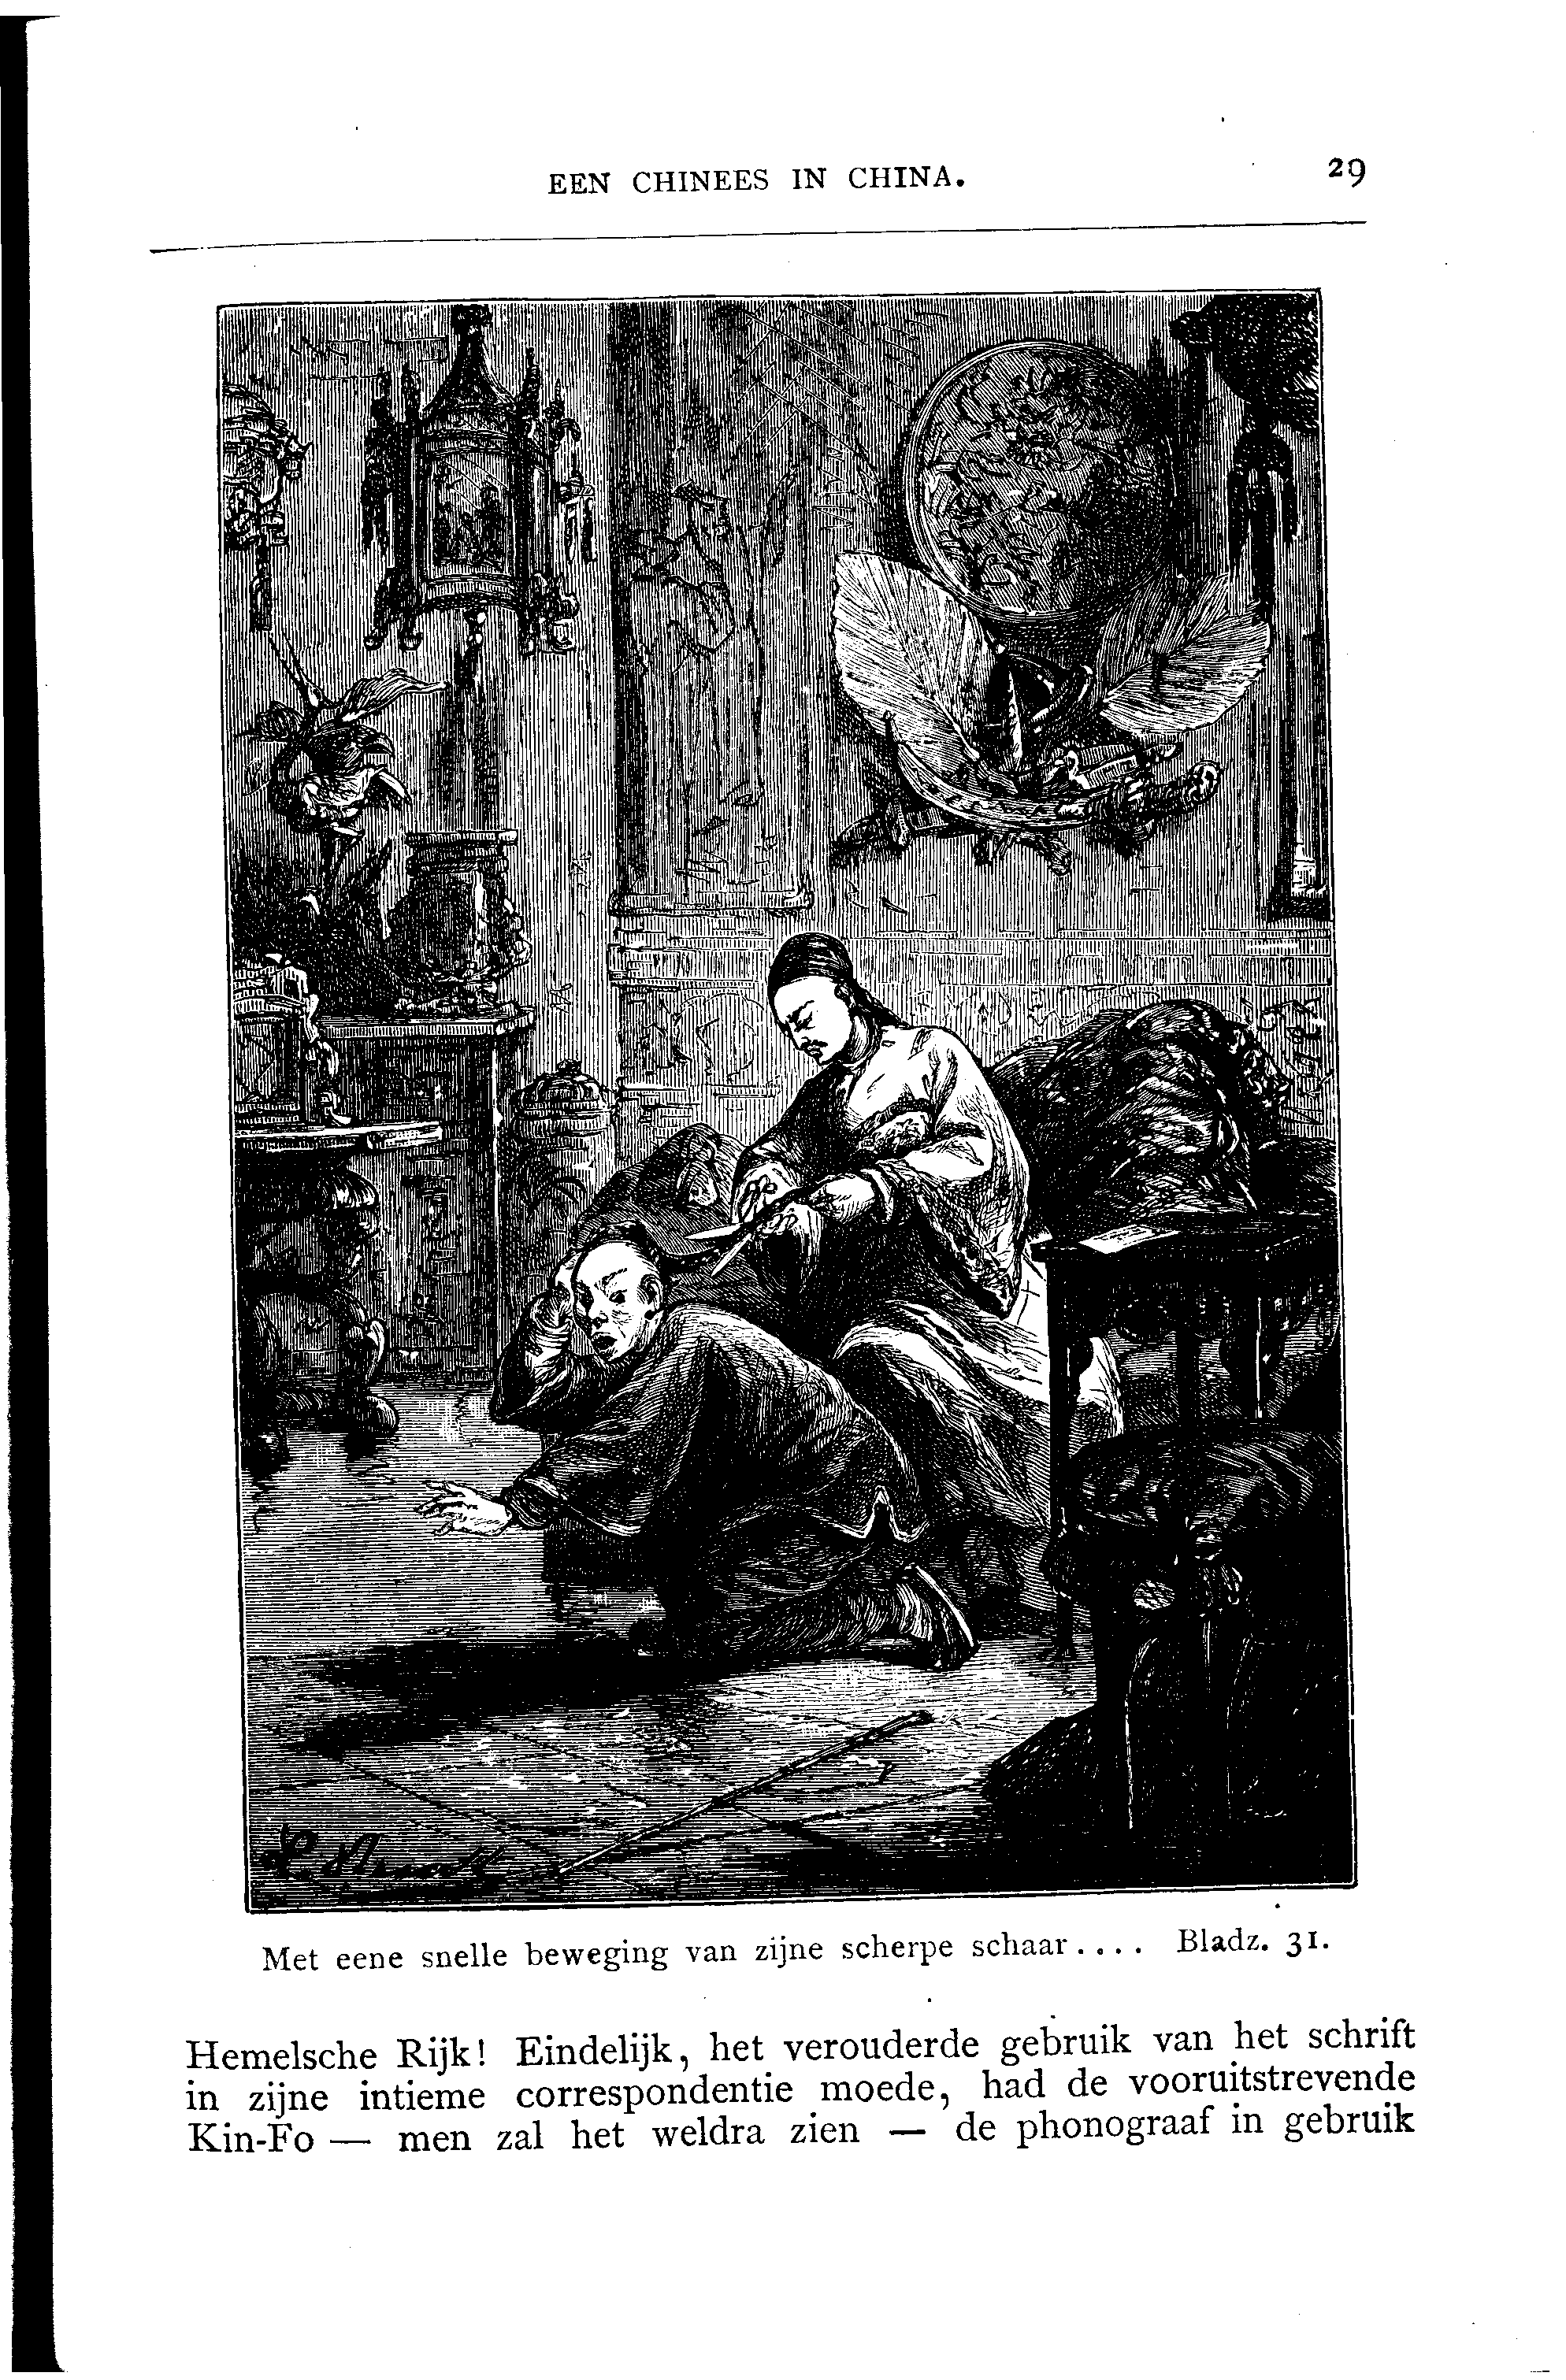 EEN CHINEES IN CHINA.
29
Met eene snelle beweging van zijne scherpe schaar.... Bladz. 31.
Hemelsche Rijk! Eindelijk, het verouderde gebruik van het schrift
in zijne intieme correspondentie moede, had de vooruitstrevende
Kin-Fo — men zal het weldra zien — de phonograaf in gebruik